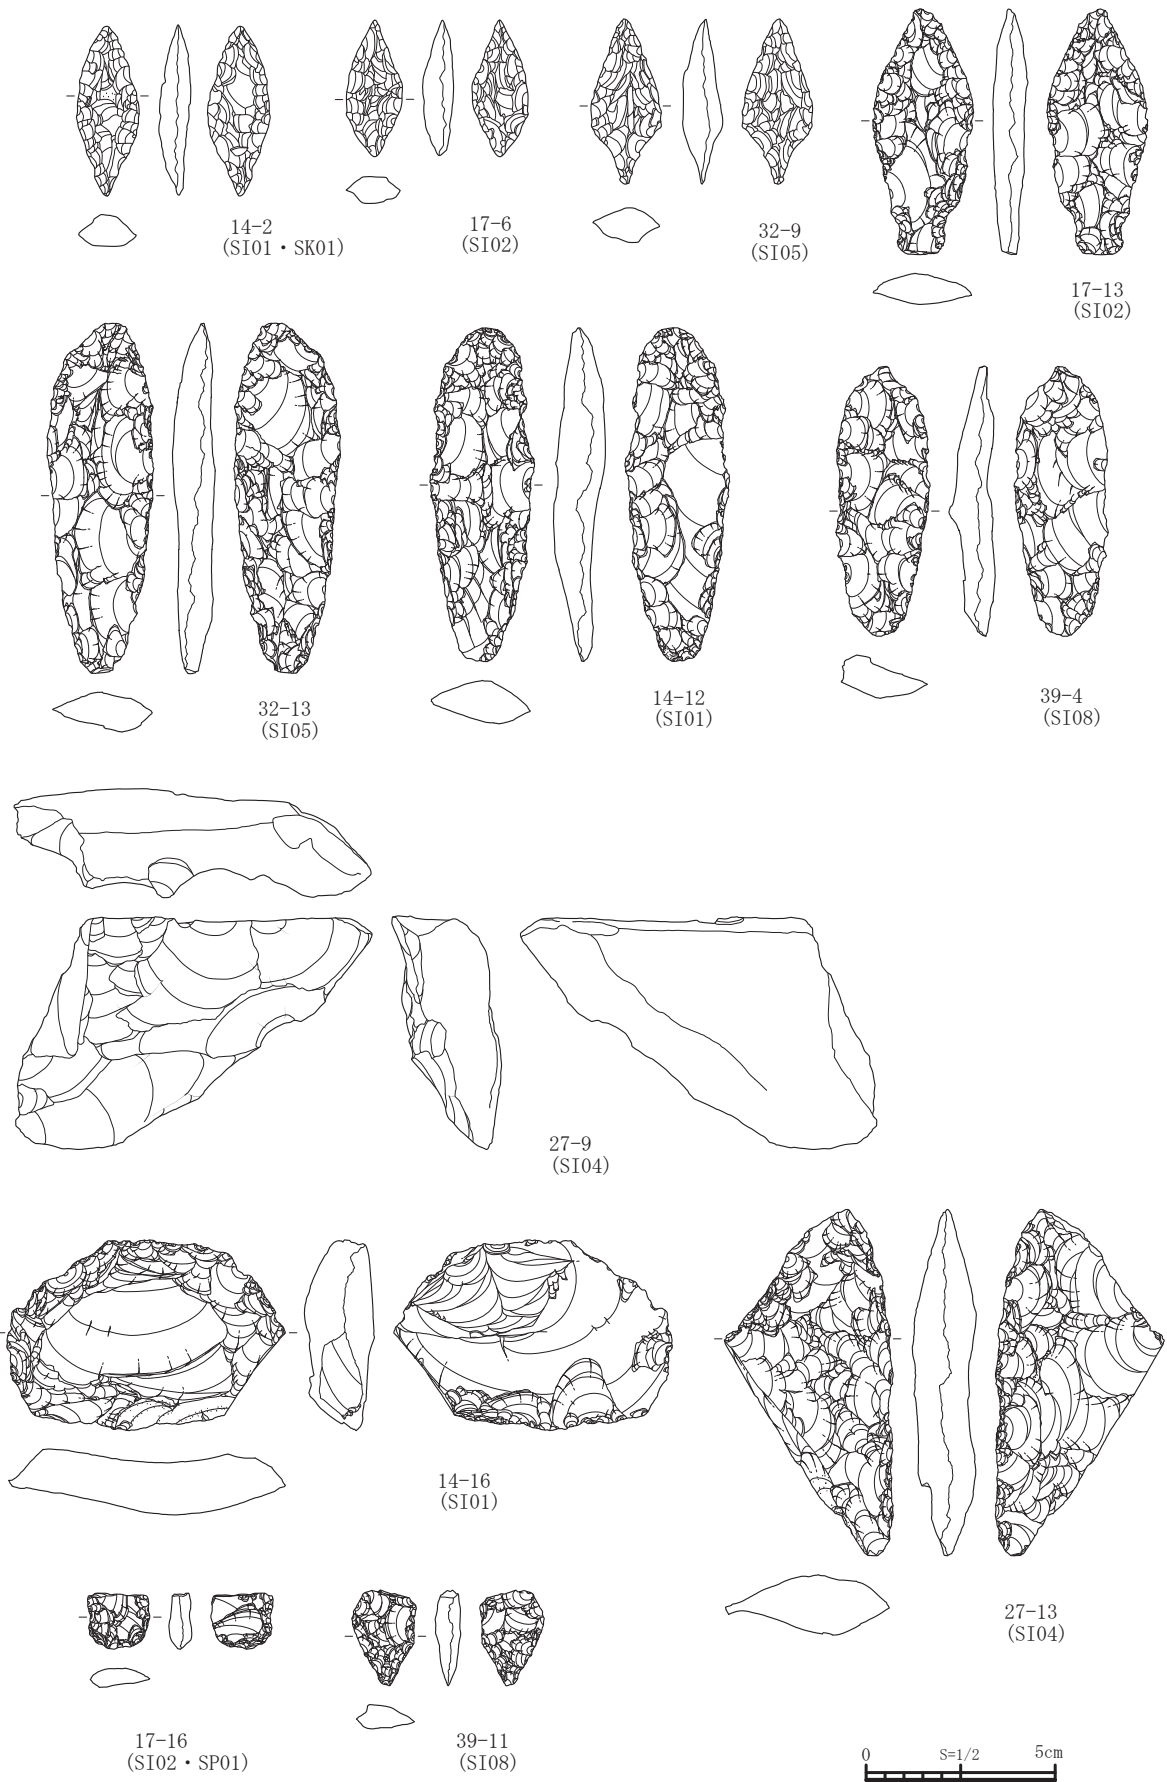 14-2
(SI01・SK01)
17-6
(SI02)
32-9
(SI05)
17-13
(SI02)
32-13
(SI05)
14-12
(SI01)
39-4
(SI08)
27-9
(SI04)
14-16
(SI01)
27-13
(SI04)
17-16
(SI02・SP01)
39-11
(SI08)
0 S=1/2 5cm